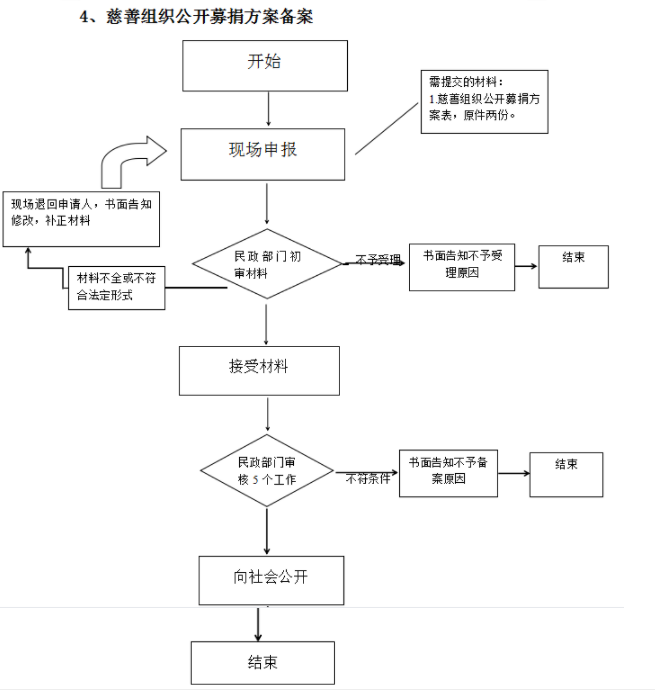 4、慈善组织公开募捐方案备案
开始
需提交的材料：
1.慈善组织公开募捐方
案表，原件两份。
现场申报
现场退回申请人，书面告知
修改，补正材料
民政部门初
审材料
不予受理
书面告知不予受
理原因
结束
材料不全或不符
合法定形式
接受材料
民政部门审
核 5 个工作
不符条件
书面告知不予备
案原因
结束
向社会公开
结束